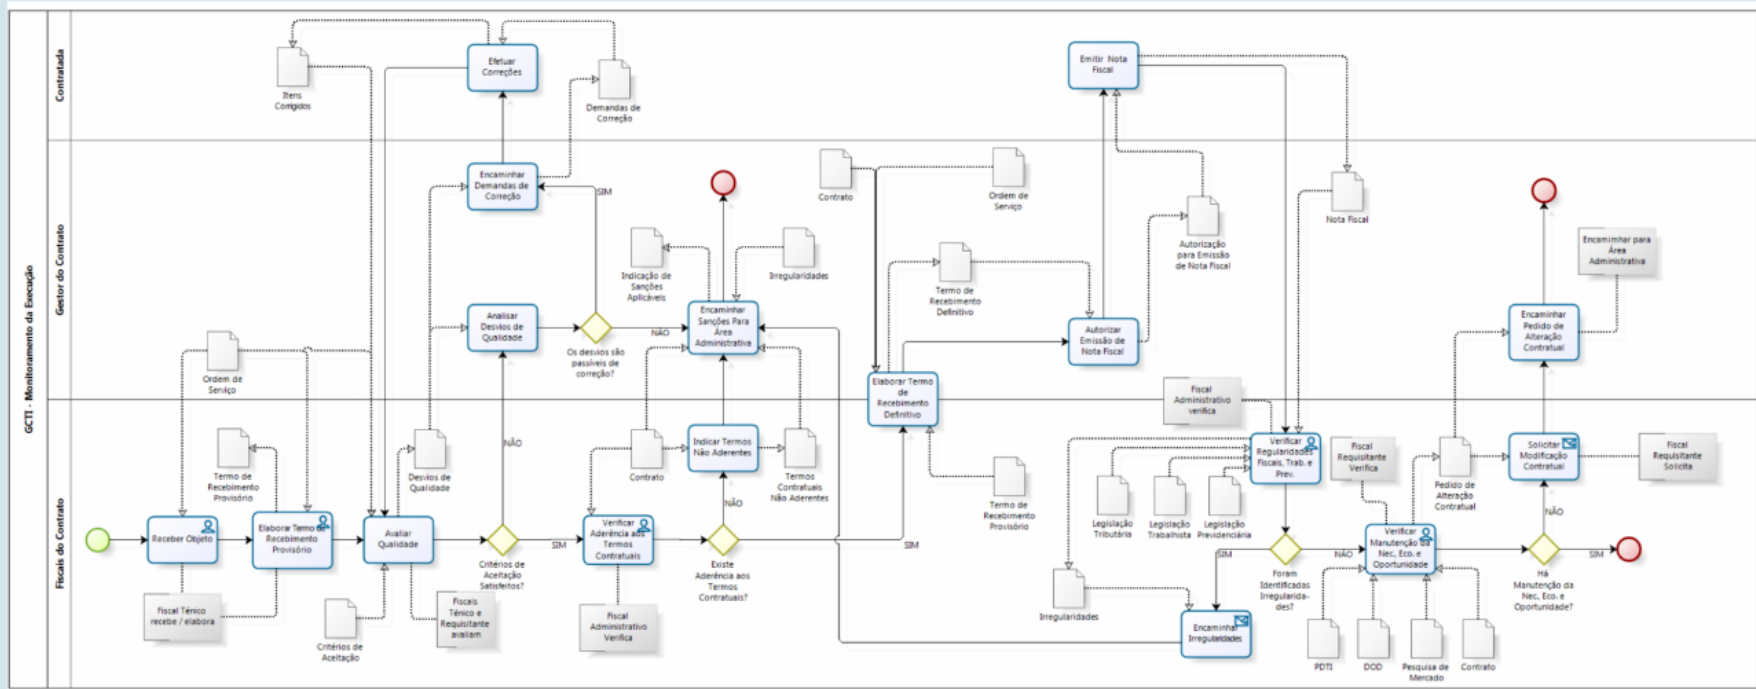 GCTI - Monitoramento da Execução
Contratada
Itens
Corrigidos
Efetuar
Correções
Demandas de
Correção
Emitir Nota
Fiscal
Gestor do Contrato
Encaminhar
Demandas de
Correção
SIM
Contrato
Ordem de
Serviço
Nota Fiscal
Indicação de
Sanções
Aplicáveis
Irregularidades
Termo de
Recebimento
Definitivo
Autorização
para Emissão
de Nota Fiscal
Encamimhar para
Área
Administrativa
Analisar
Desvios de
Qualidade
Os desvios são
passíveis de
correção?
NÃO
Encaminhar
Sanções Para
Área
Administrativa
Autorizar
Emissão de
Nota Fiscal
Encaminhar
Pedido de
Alteração
Contratual
Ordem de
Serviço
Elaborar Termo
de
Recebimento
Definitivo
Fiscais do Contrato
Fiscal
Administrativo
verifica
Termo de
Recebimento
Provisório
Desvios de
Qualidade
NÃO
Contrato
Indicar Termos
Não Aderentes
Termos
Contratuais
Não Aderentes
NÃO
Termo de
Recebimento
Provisório
Verificar
Regularidades
Fiscais, Trab. e
Prev.
Legislação
Tributária
Legislação
Trabalhista
Legislação
Previdenciária
Fiscal
Requisitante
Verifica
Pedido de
Alteração
Contratual
Solicitar
Modificação
Contratual
Fiscal
Requisitante
Solicita
NÃO
Receber Objeto
Elaborar Termo de
Recebimento
Provisório
Avaliar
Qualidade
Critérios de
Aceitação
Satisfeitos?
SIM
Verificar
Aderência aos
Termos
Contratuais
Existe
Aderência aos
Termos
Contratuais?
SIM
SIM
Foram
Identificadas
Irregularida-
des?
NÃO
Verificar
Manutenção da
Nec, Eco. e
Oportunidade
Há
Manutenção da
Nec, Eco. e
Oportunidade?
SIM
Fiscal Ténico
recebe / elabora
Critérios de
Aceitação
Fiscais
Ténico e
Requisitante
avaliam
Fiscal
Administrativo
Verifica
Irregularidades
Encaminhar
Irregularidades
PDTI
DOD
Pesquisa de
Mercado
Contrato